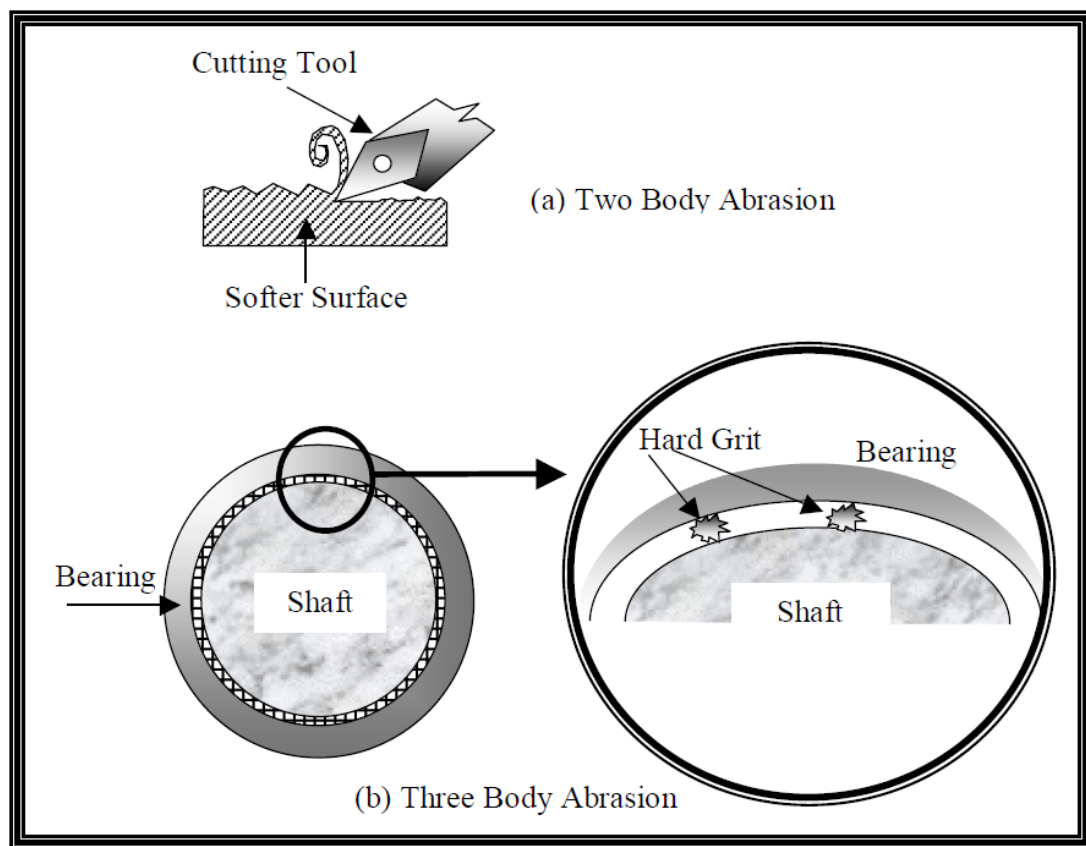 Cutting Tool
(a) Two Body Abrasion
Softer Surface
Hard Grit
Bearing
Bearing
Shaft
Shaft
(b) Three Body Abrasion